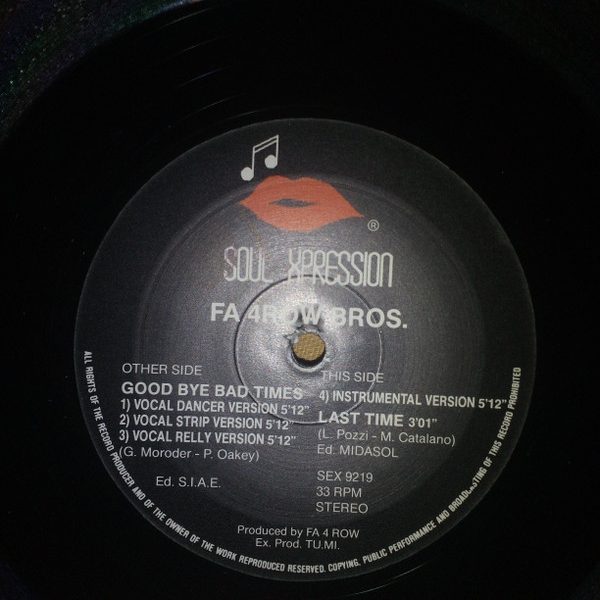 ®
SOUL XPRESSION
FA 4ROW BROS.
OTHER SIDE
GOOD BYE BAD TIMES
1) VOCAL DANCER VERSION 5'12"
2) VOCAL STRIP VERSION 5'12"
3) VOCAL RELLY VERSION 5'12"
(G. Moroder - P. Oakey)
Ed. S.I.A.E.
THIS SIDE
4) INSTRUMENTAL VERSION 5'12"
LAST TIME 3'01"
(L. Pozzi - M. Catalano)
Ed. MIDASOL
SEX 9219
33 RPM
STEREO
Produced by FA 4 ROW
Ex. Prod. TU.MI.
ALL RIGHTS OF THE RECORD PRODUCER AND OF THE OWNER OF THE WORK REPRODUCED RESERVED. COPYING, PUBLIC PERFORMANCE AND BROADCASTING OF THIS RECORD PROHIBITED